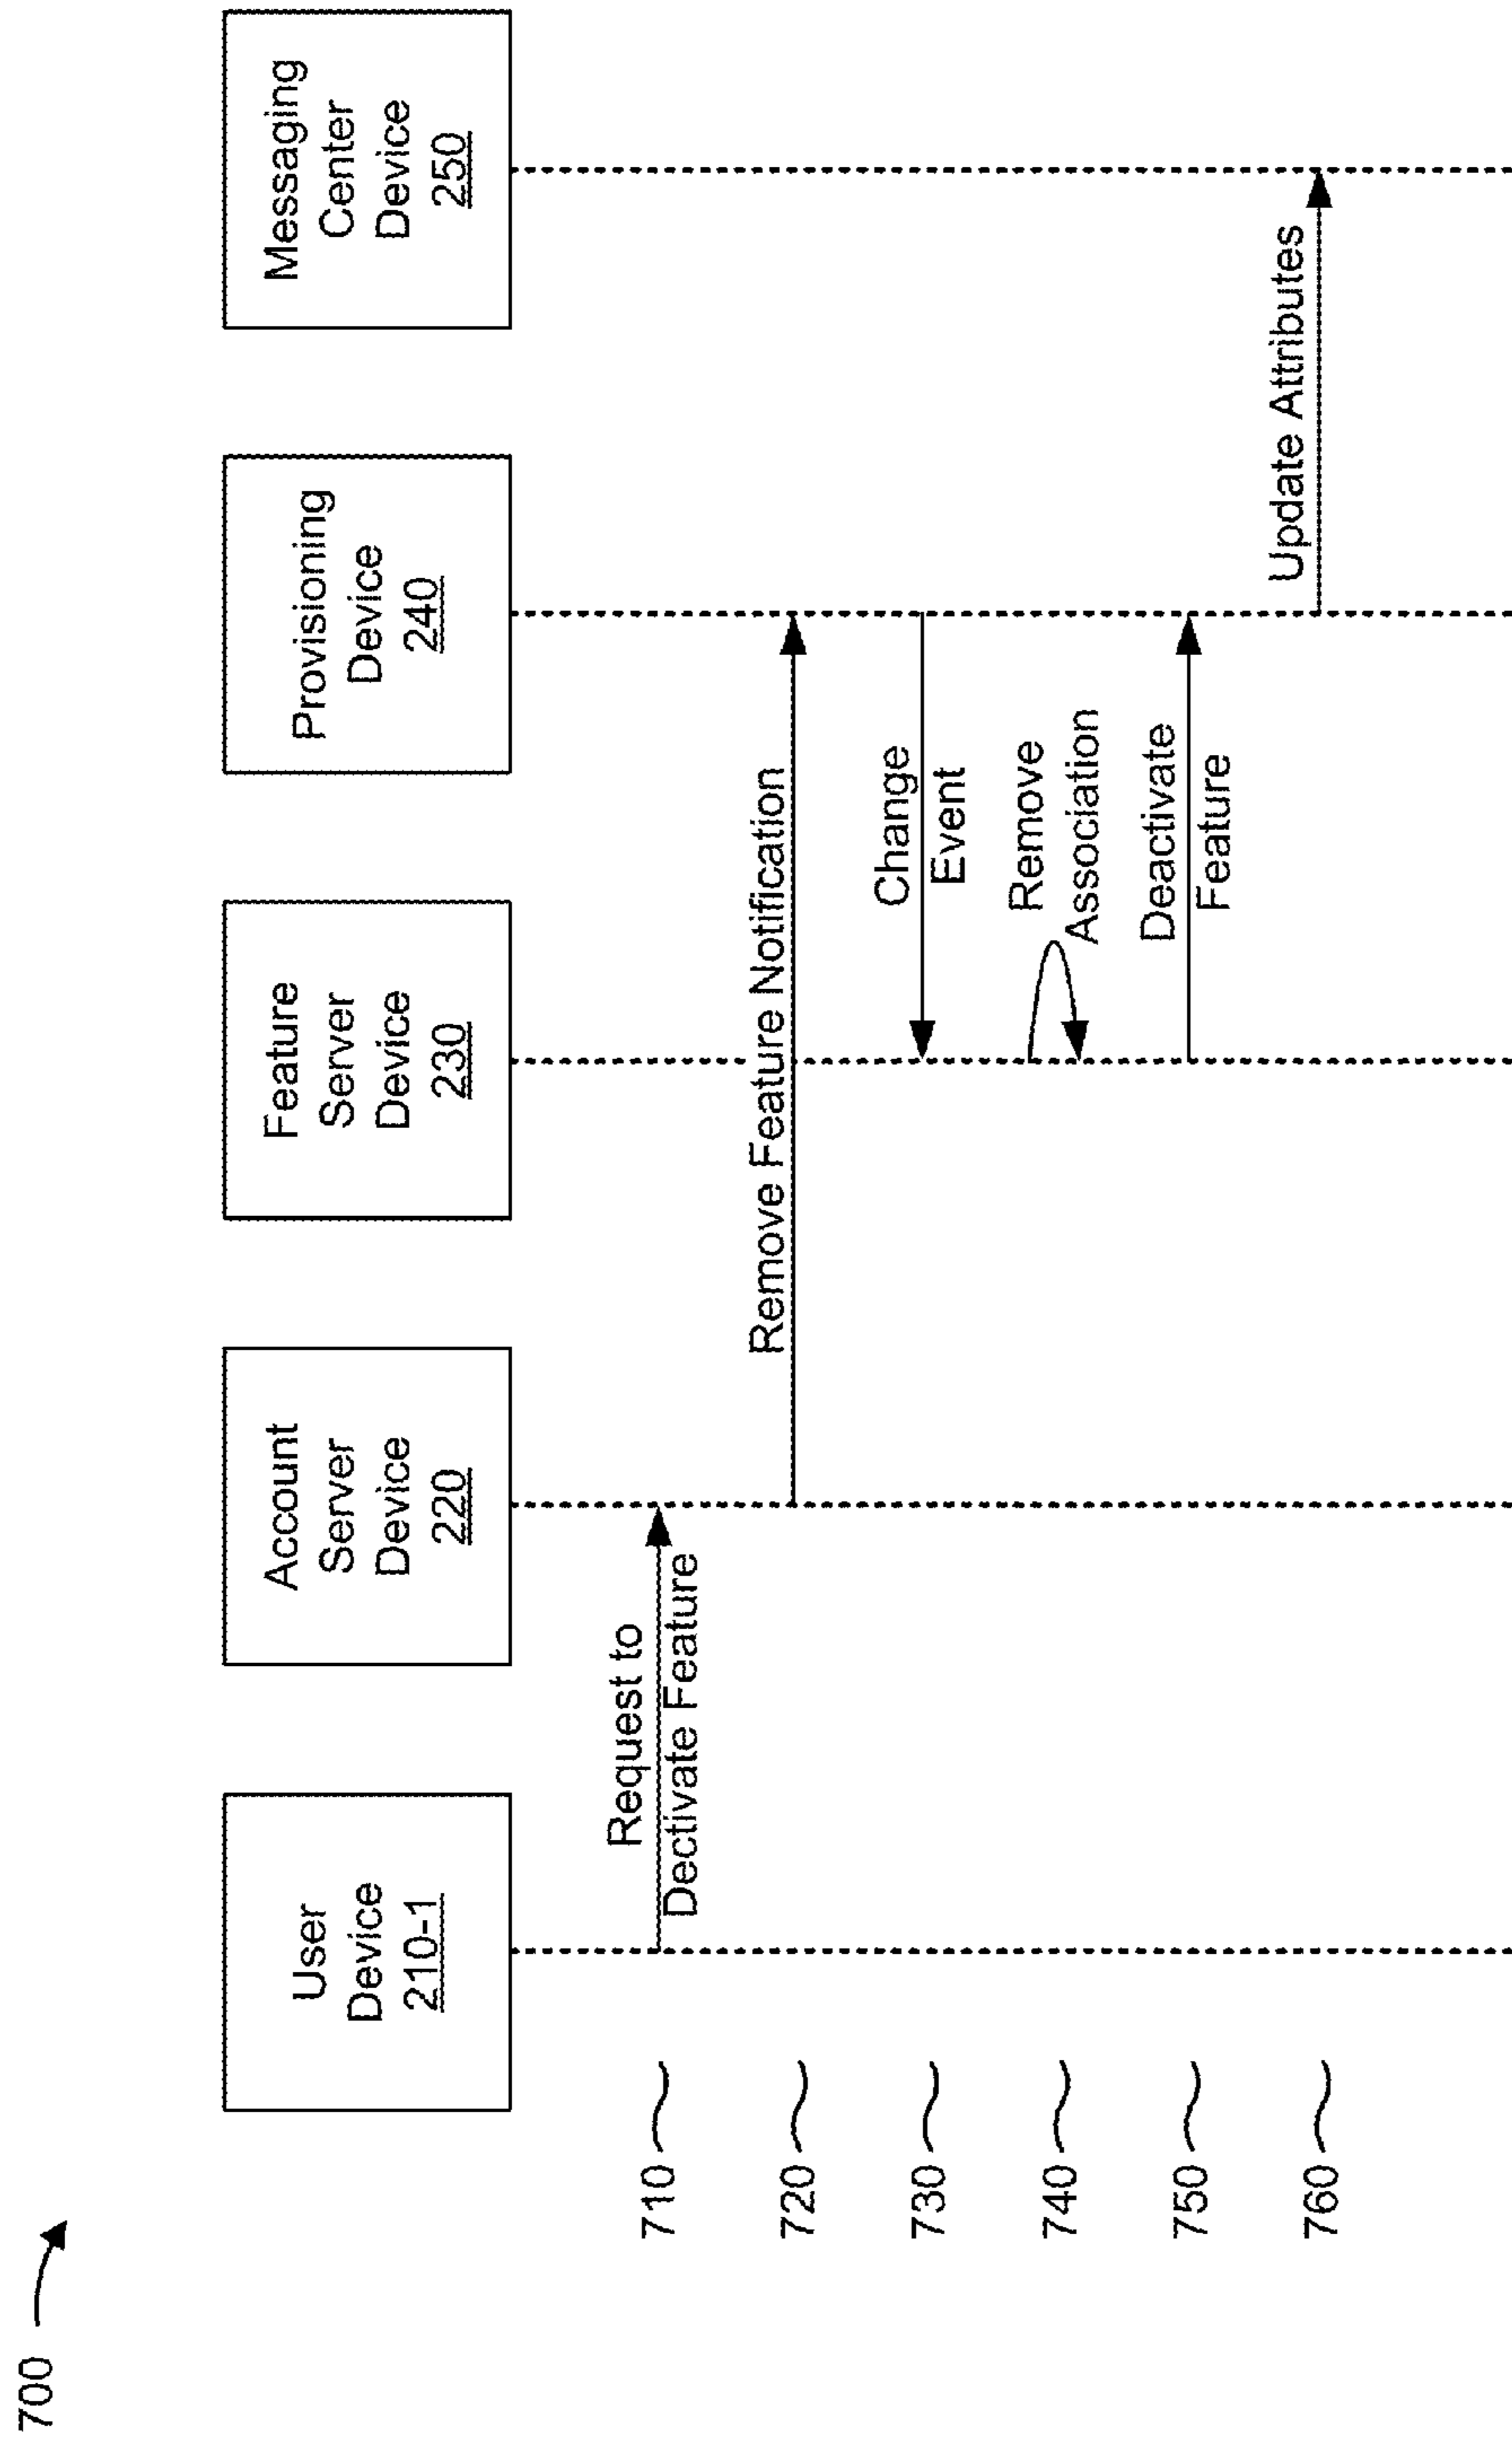 700
User
Device
210-1
Account
Server
Device
220
Feature
Server
Device
230
Provisioning
Device
240
Messaging
Center
Device
250
710
Request to
Dectivate Feature
720
Remove Feature Notification
730
Change
Event
740
Remove
Association
750
Deactivate
Feature
760
Update Attributes